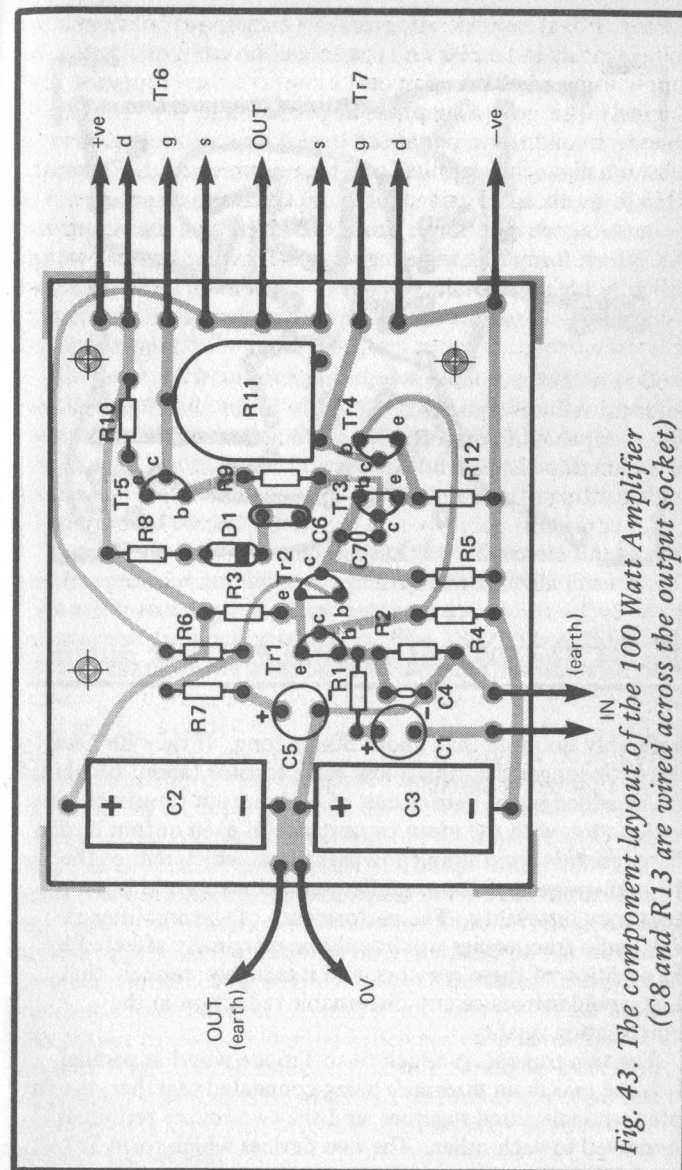 +ve
d
Tr6
s
OUT
s
g
Tr7
d
−ve
R10
R11
Tr5
e
c
b
R8
R9
D1
C6
Tr4
b
c
e
Tr3
e
C7
R12
R3
Tr2
e
c
b
R5
R6
Tr1
e
c
b
R2
R4
R7
+
−
C5
R1
C4
+
−
C1
+
C2
+
C3
−
OUT
(earth)
0V
IN
(earth)
Fig. 43. The component layout of the 100 Watt Amplifier
(C8 and R13 are wired across the output socket)